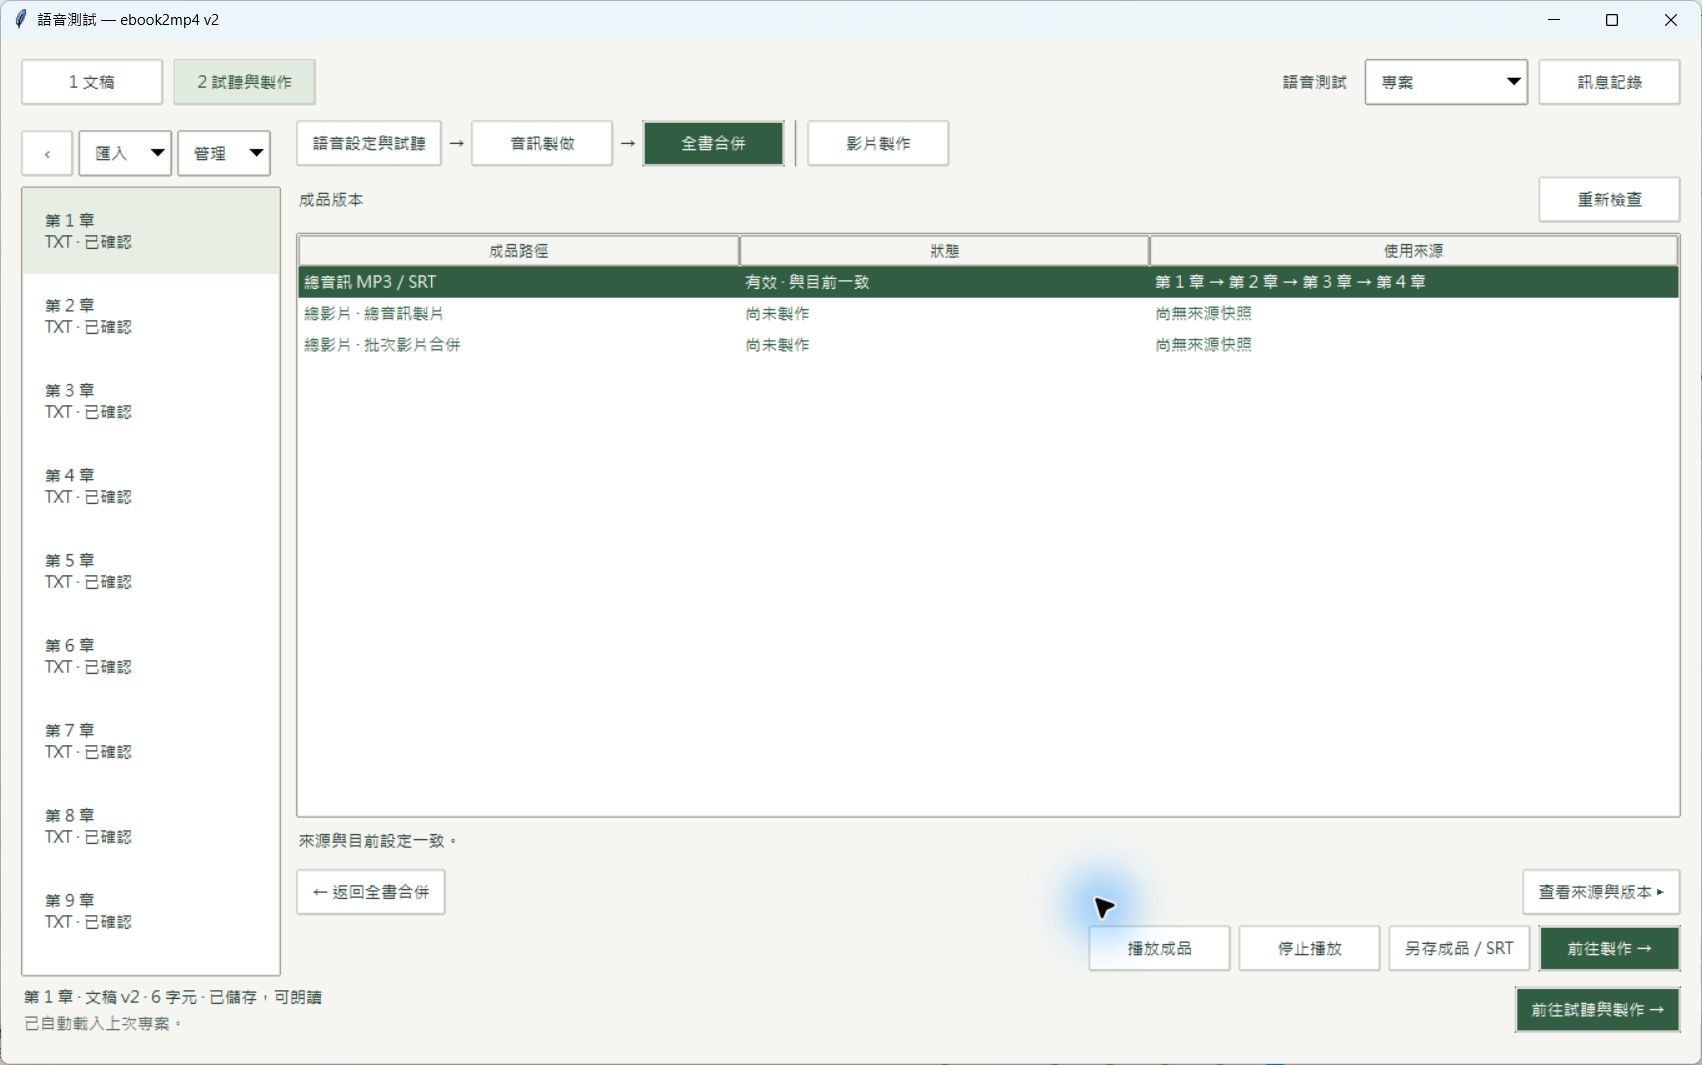 語音測試 — ebook2mp4 v2
1 文稿
2 試聽與製作
語音測試
專案
訊息記錄
‹
匯入
管理
語音設定與試聽 → 音訊製做 → 全書合併
影片製作
成品版本
重新檢查
成品路徑 狀態 使用來源
總音訊 MP3 / SRT 有效 · 與目前一致 第 1 章 → 第 2 章 → 第 3 章 → 第 4 章
總影片 · 總音訊製片 尚未製作 尚無來源快照
總影片 · 批次影片合併 尚未製作 尚無來源快照
第 1 章
TXT · 已確認
第 2 章
TXT · 已確認
第 3 章
TXT · 已確認
第 4 章
TXT · 已確認
第 5 章
TXT · 已確認
第 6 章
TXT · 已確認
第 7 章
TXT · 已確認
第 8 章
TXT · 已確認
第 9 章
TXT · 已確認
來源與目前設定一致。
← 返回全書合併
查看來源與版本 ▸
播放成品
停止播放
另存成品 / SRT
前往製作 →
第 1 章 · 文稿 v2 · 6 字元 · 已儲存，可朗讀
已自動載入上次專案。
前往試聽與製作 →